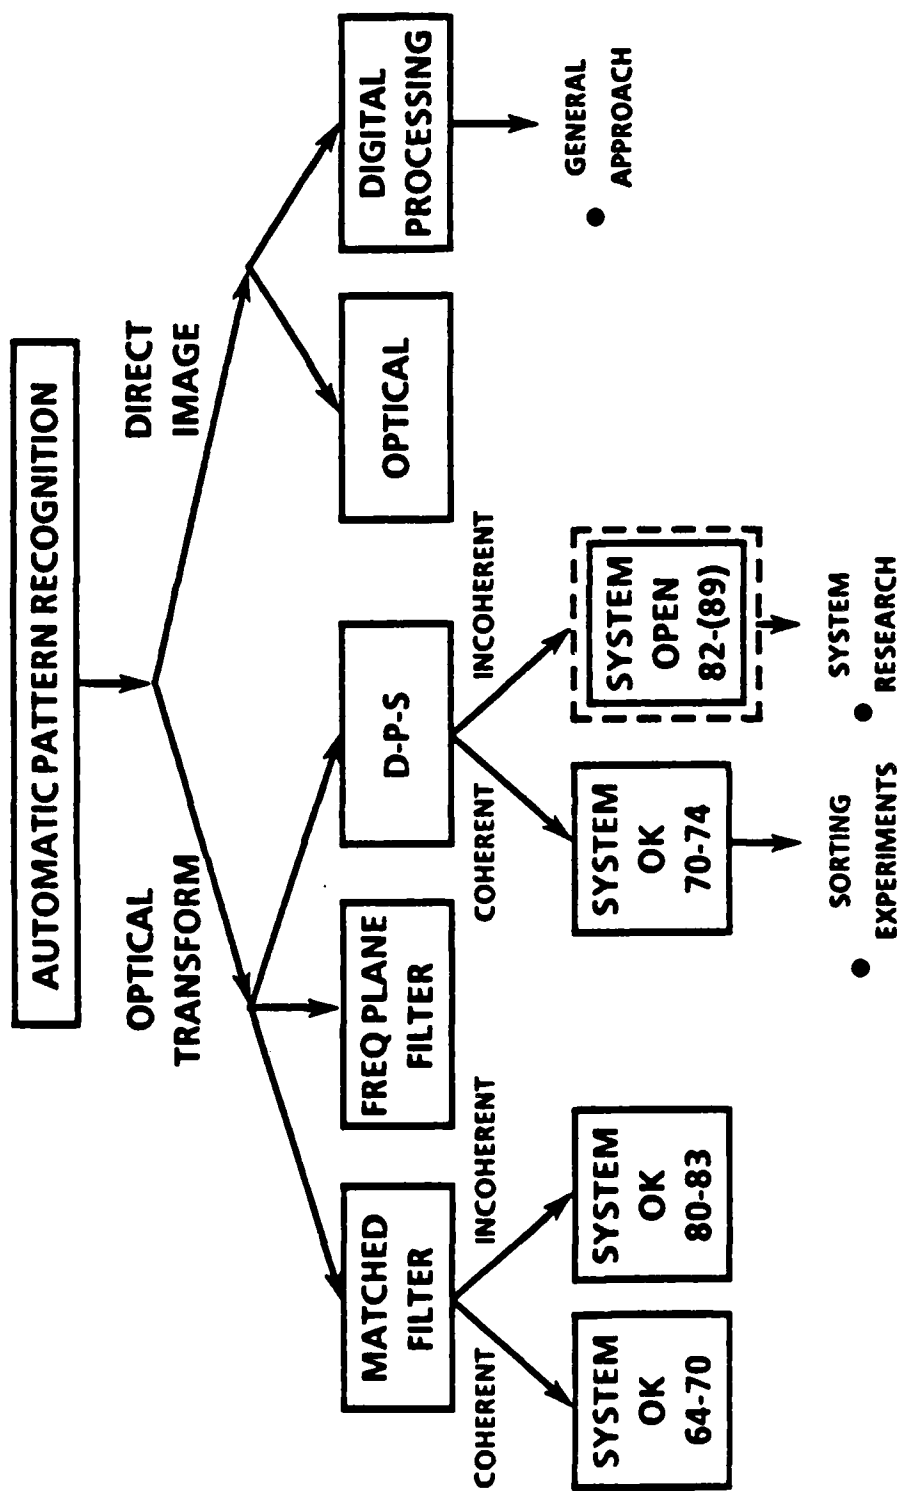 AUTOMATIC PATTERN RECOGNITION
OPTICAL
TRANSFORM
DIRECT
IMAGE
MATCHED
FILTER
FREQ PLANE
FILTER
D-P-S
OPTICAL
DIGITAL
PROCESSING
COHERENT
INCOHERENT
COHERENT
INCOHERENT
SYSTEM
OK
64-70
SYSTEM
OK
80-83
SYSTEM
OK
70-74
SYSTEM
OPEN
82-(89)
• GENERAL
APPROACH
• SORTING
EXPERIMENTS
• SYSTEM
RESEARCH